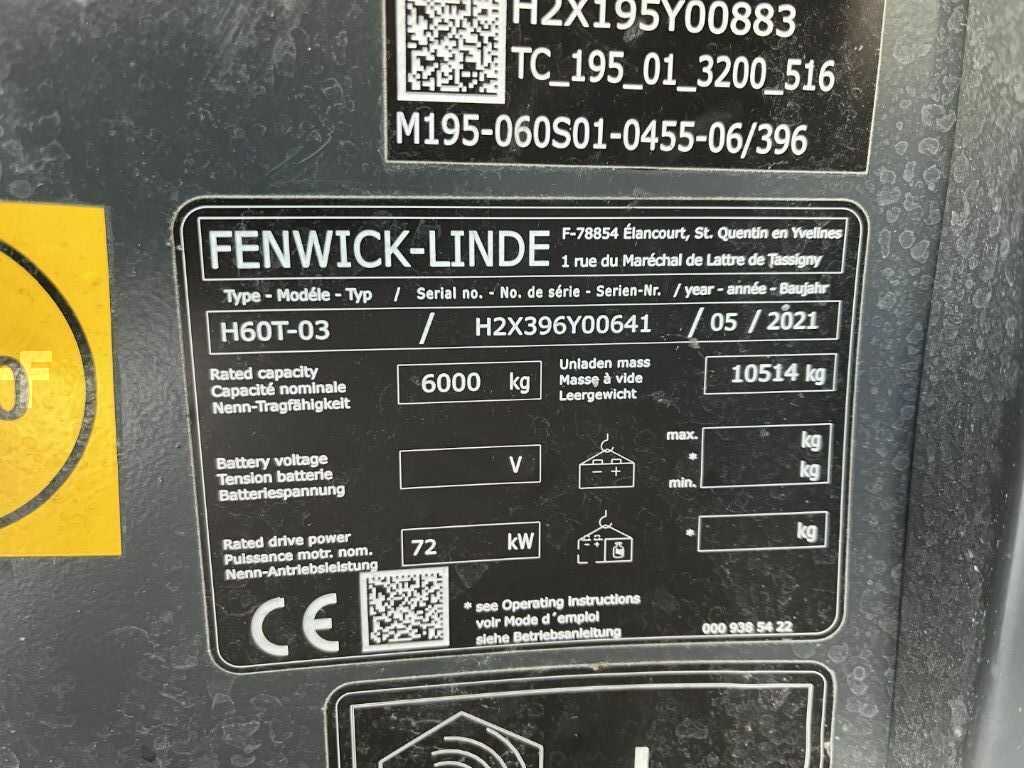 H2X195Y00883
TC_195_01_3200_516
M195-060S01-0455-06/396
FENWICK-LINDE
F-78854 Élancourt, St. Quentin en Yvelines
1 rue du Maréchal de Lattre de Tassigny
Type - Modéle - Typ / Serial no. - No. de série - Serien-Nr. / year - année - Baujahr
H60T-03 / H2X396Y00641 / 05 / 2021
Rated capacity
Capacité nominale
Nenn-Tragfähigkeit
6000 kg
Unladen mass
Masse à vide
Leergewicht
10514 kg
Battery voltage
Tension batterie
Batteriespannung
V
max. kg
*
min. kg
Rated drive power
Puissance motr. nom.
Nenn-Antriebsleistung
72 kW
* kg
CE
* see Operating instructions
voir Mode d'emploi
siehe Betriebsanleitung
000 938 54 22